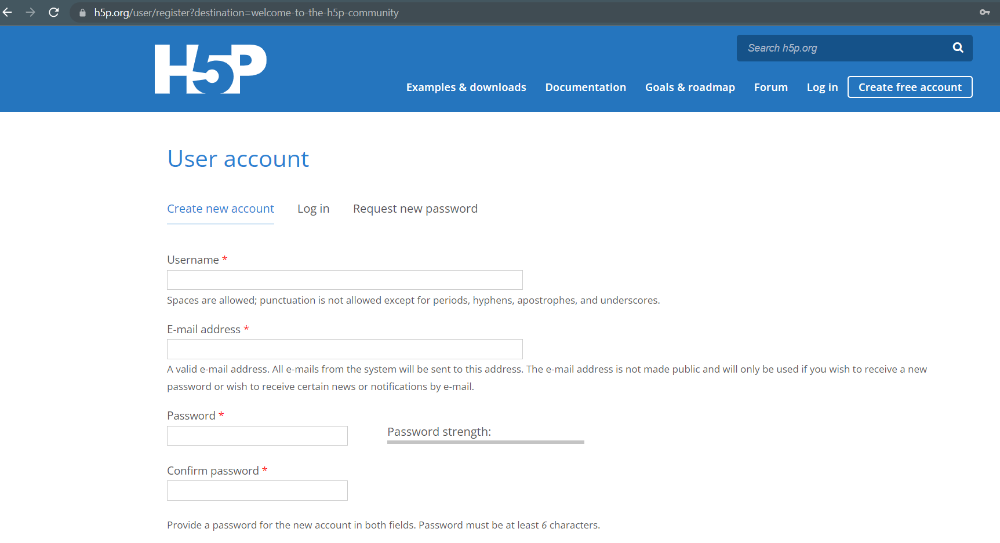 h5p.org/user/register?destination=welcome-to-the-h5p-community
H5P
Search h5p.org
Examples & downloads Documentation Goals & roadmap Forum Log in Create free account
User account
Create new account Log in Request new password
Username *
Spaces are allowed; punctuation is not allowed except for periods, hyphens, apostrophes, and underscores.
E-mail address *
A valid e-mail address. All e-mails from the system will be sent to this address. The e-mail address is not made public and will only be used if you wish to receive a new
password or wish to receive certain news or notifications by e-mail.
Password *
Password strength:
Confirm password *
Provide a password for the new account in both fields. Password must be at least 6 characters.